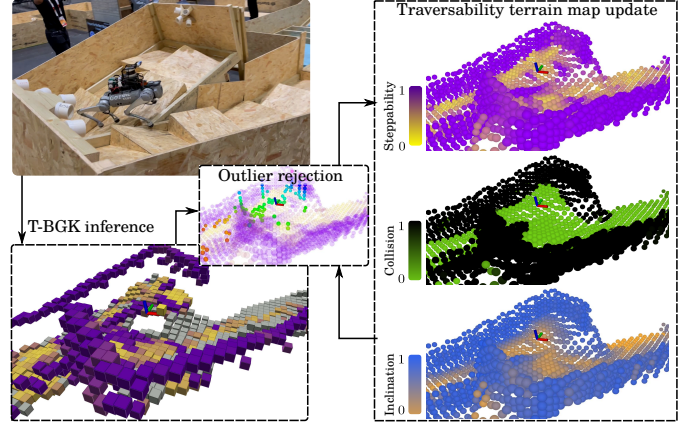 Traversability terrain map update
Steppability
1
0
Outlier rejection
T-BGK inference
Collision
1
0
Inclination
1
0